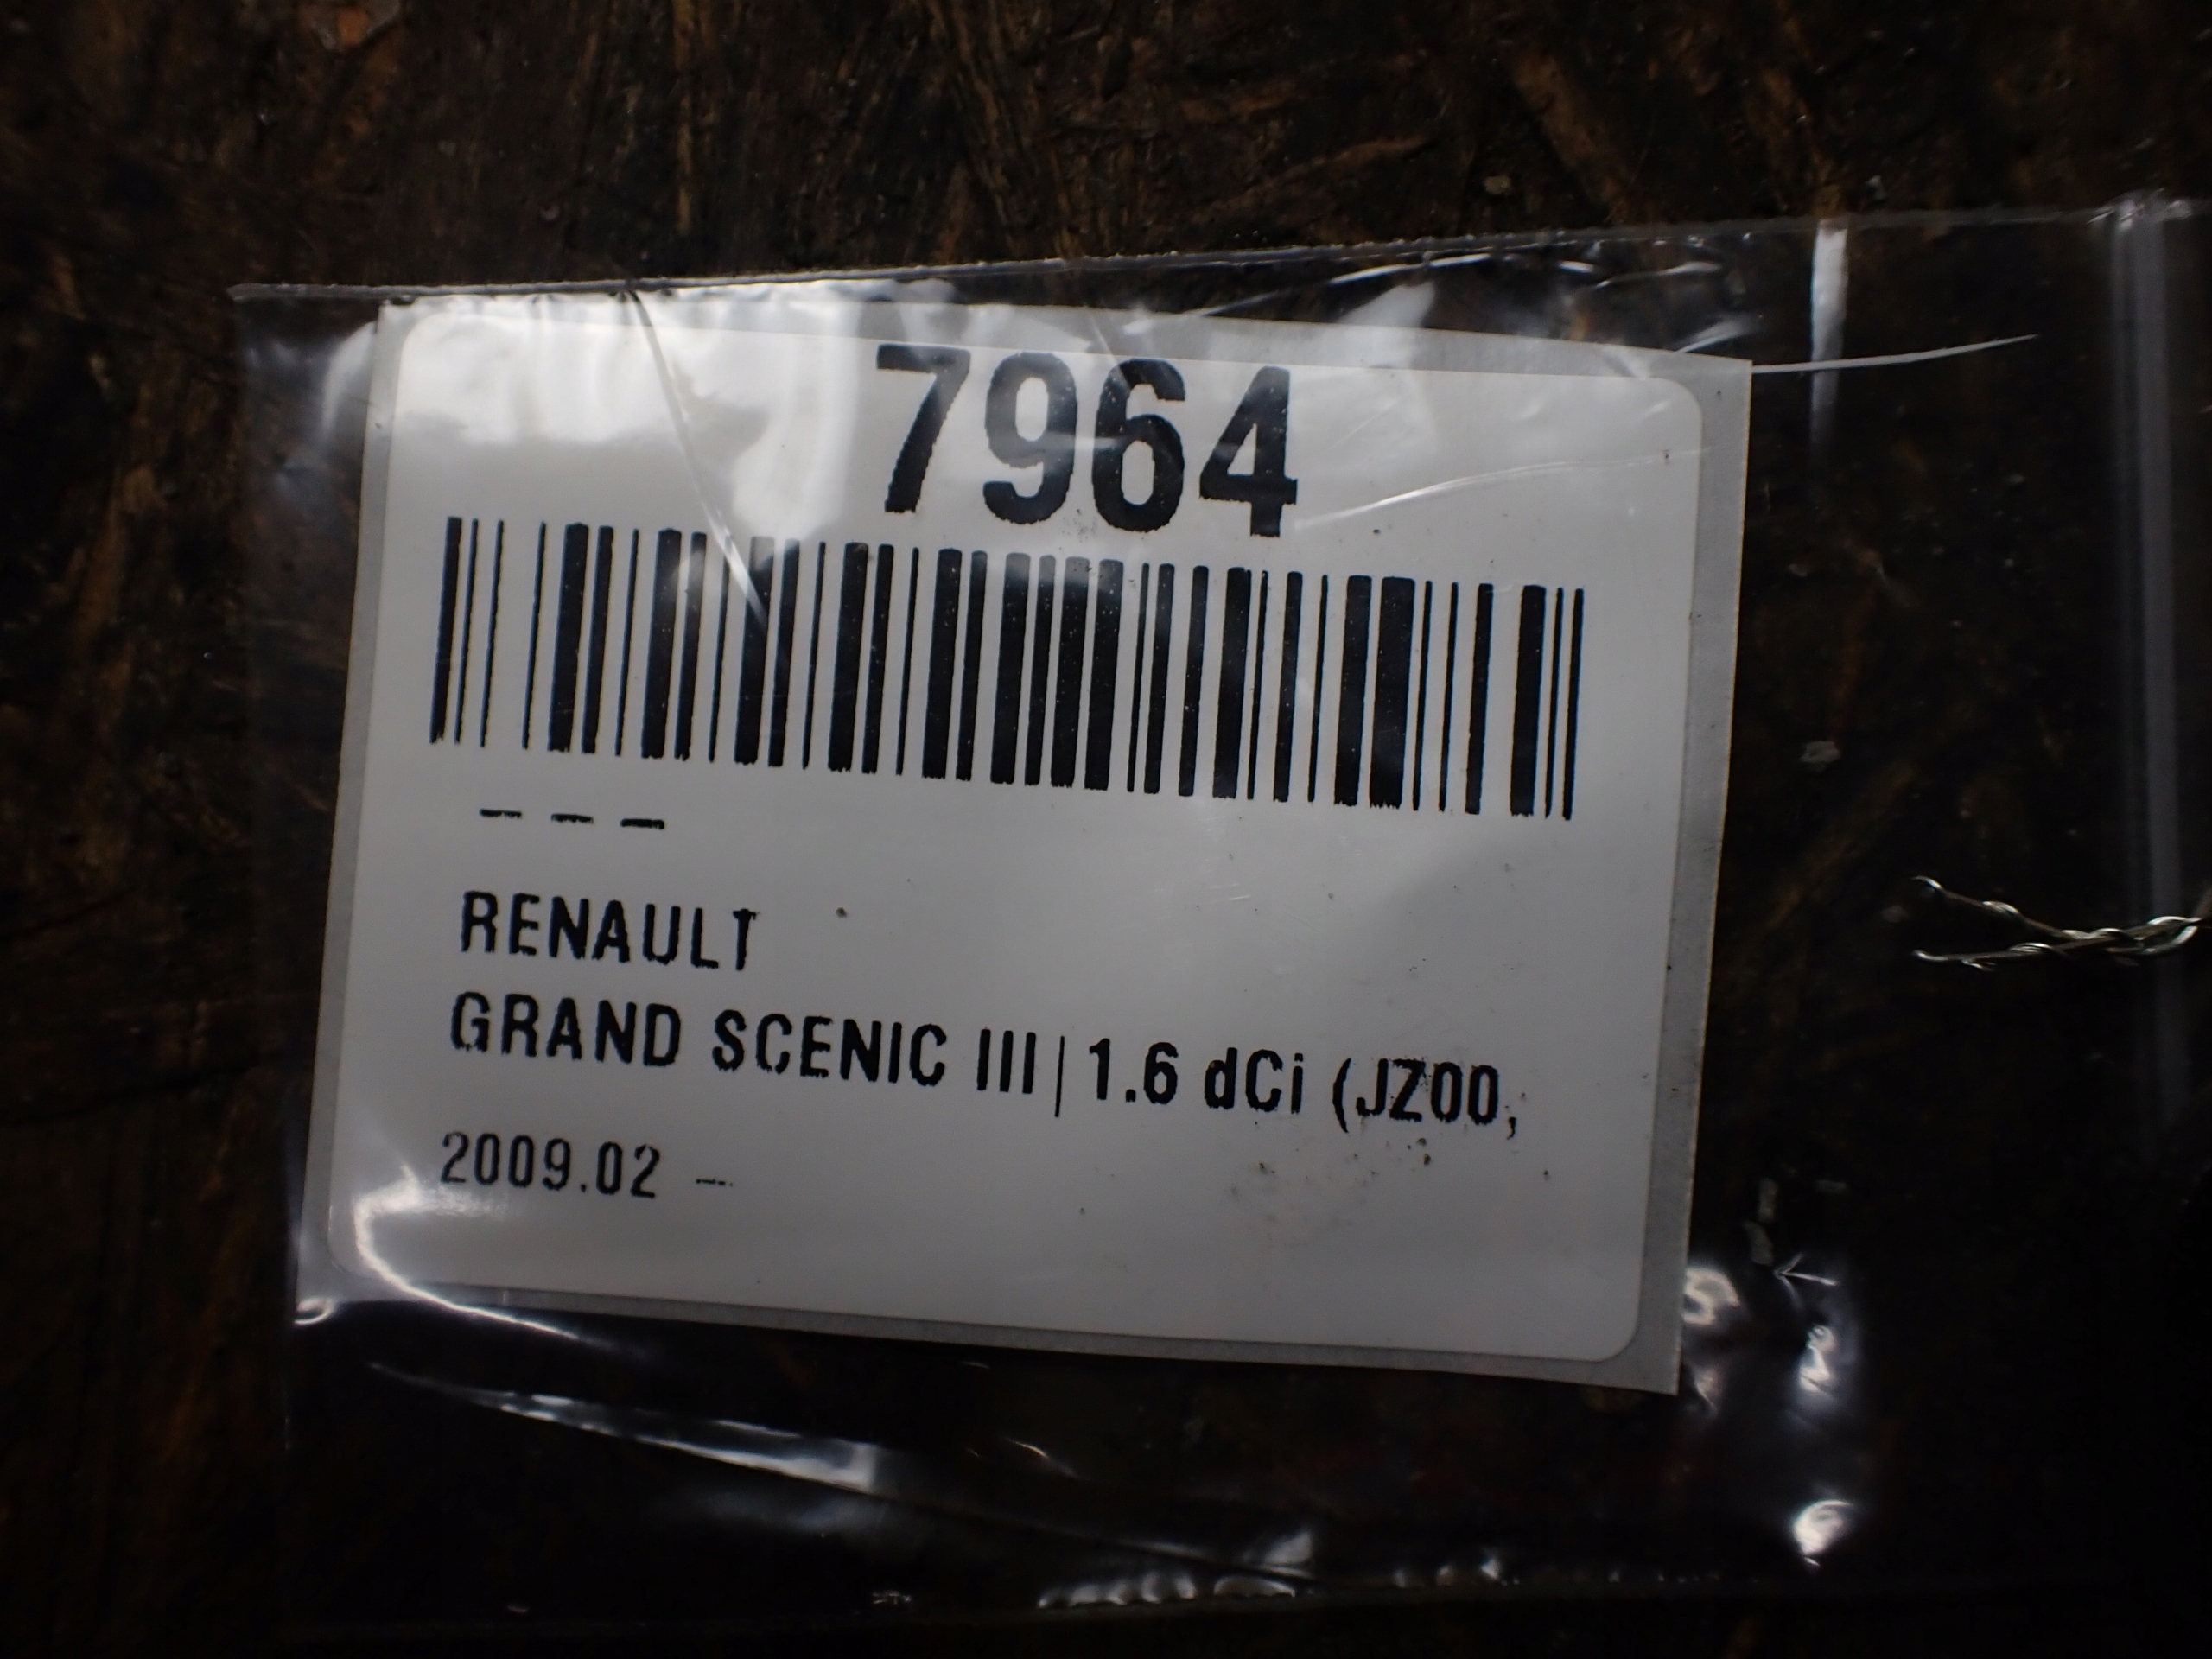 7964
– – –
RENAULT
GRAND SCENIC III | 1.6 dCi (JZ00,
2009.02 –